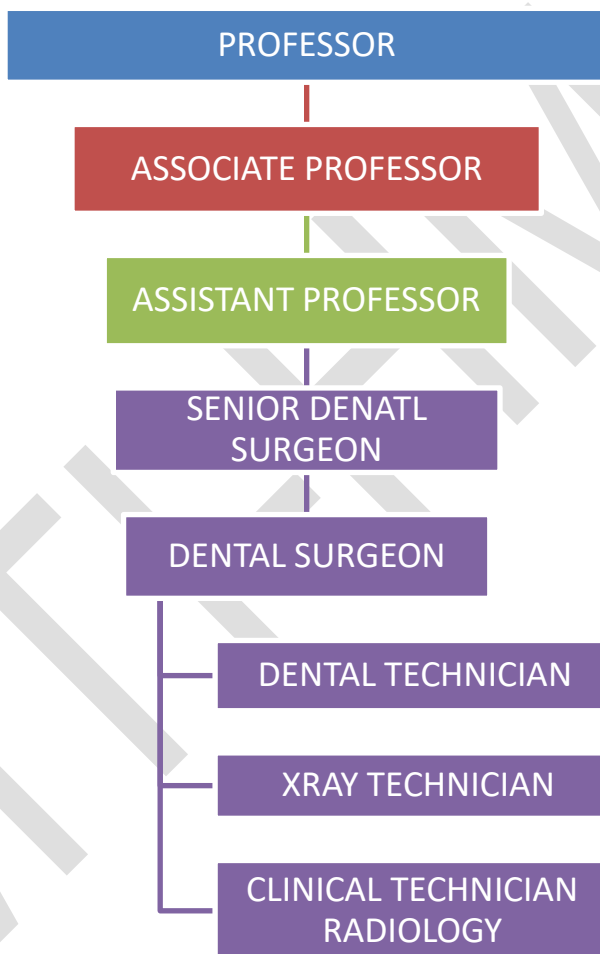 PROFESSOR
ASSOCIATE PROFESSOR
ASSISTANT PROFESSOR
SENIOR DENATL
SURGEON
DENTAL SURGEON
DENTAL TECHNICIAN
XRAY TECHNICIAN
CLINICAL TECHNICIAN
RADIOLOGY